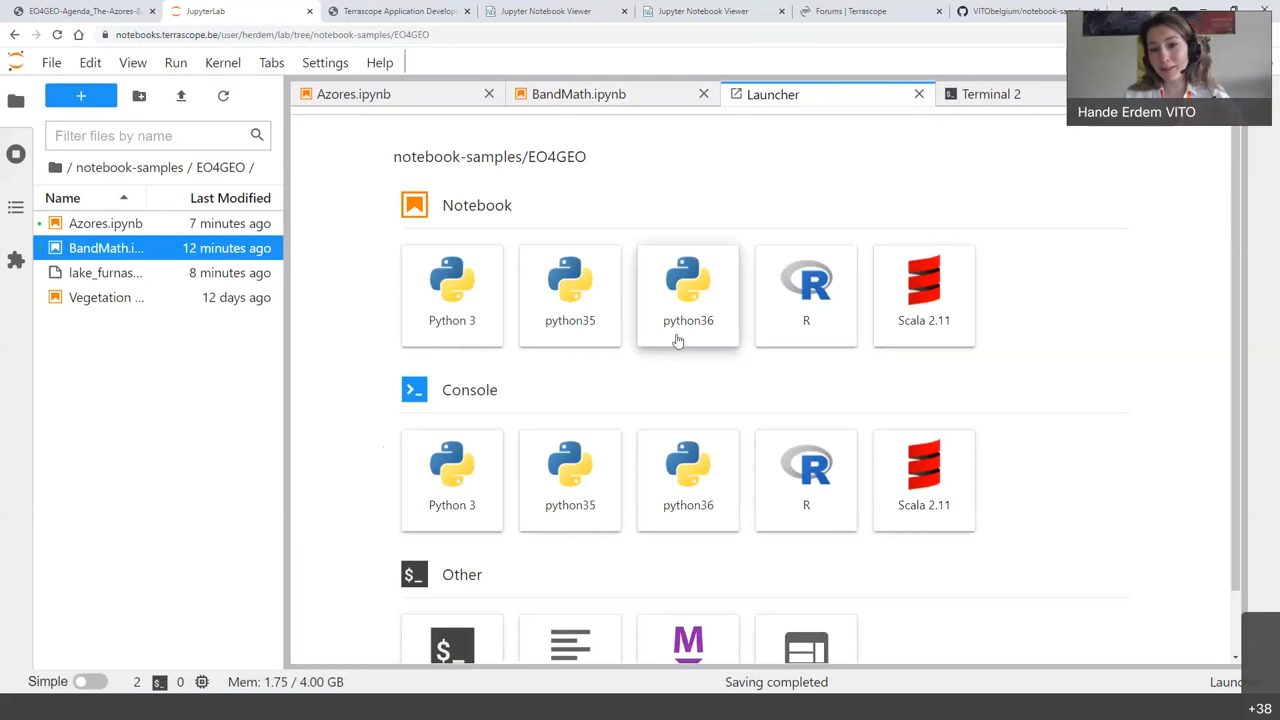 EO4GEO-Agenda_The-Azores-8
JupyterLab
Terrascope Application Develop
Jupyter Notebook Viewer
Jupyter Notebook Viewer
Forums | Terrascope
VITObelgium/notebook-samp
notebooks.terrascope.be/user/herdem/lab/tree/notebook-samples/EO4GEO
File Edit View Run Kernel Tabs Settings Help
Hande Erdem VITO
Azores.ipynb
BandMath.ipynb
Launcher
Terminal 2
Filter files by name
/ notebook-samples / EO4GEO /
Name Last Modified
Azores.ipynb 7 minutes ago
BandMath.i... 12 minutes ago
lake_furnas... 8 minutes ago
Vegetation ... 12 days ago
notebook-samples/EO4GEO
Notebook
Python 3
python35
python36
R
Scala 2.11
Console
Python 3
python35
python36
R
Scala 2.11
Other
$_
M
Simple
2
$_
0
Mem: 1.75 / 4.00 GB
Saving completed
Launcher
+38